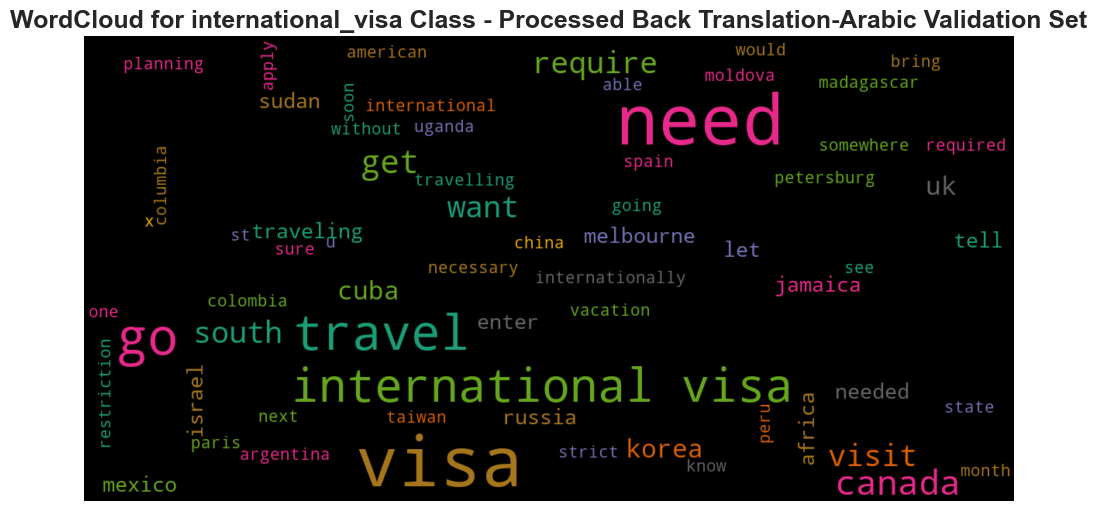 WordCloud for international_visa Class - Processed Back Translation-Arabic Validation Set
planning
apply
american
require
would
bring
able
moldova
madagascar
sudan
soon
international
need
without
uganda
get
spain
somewhere
required
columbia
travelling
petersburg
uk
want
going
x
st
traveling
u
sure
china
melbourne
let
tell
necessary
internationally
see
jamaica
colombia
cuba
vacation
one
go
south
travel
enter
restriction
israel
international visa
needed
next
taiwan
russia
peru
africa
state
paris
argentina
visa
strict
korea
know
visit
month
mexico
canada